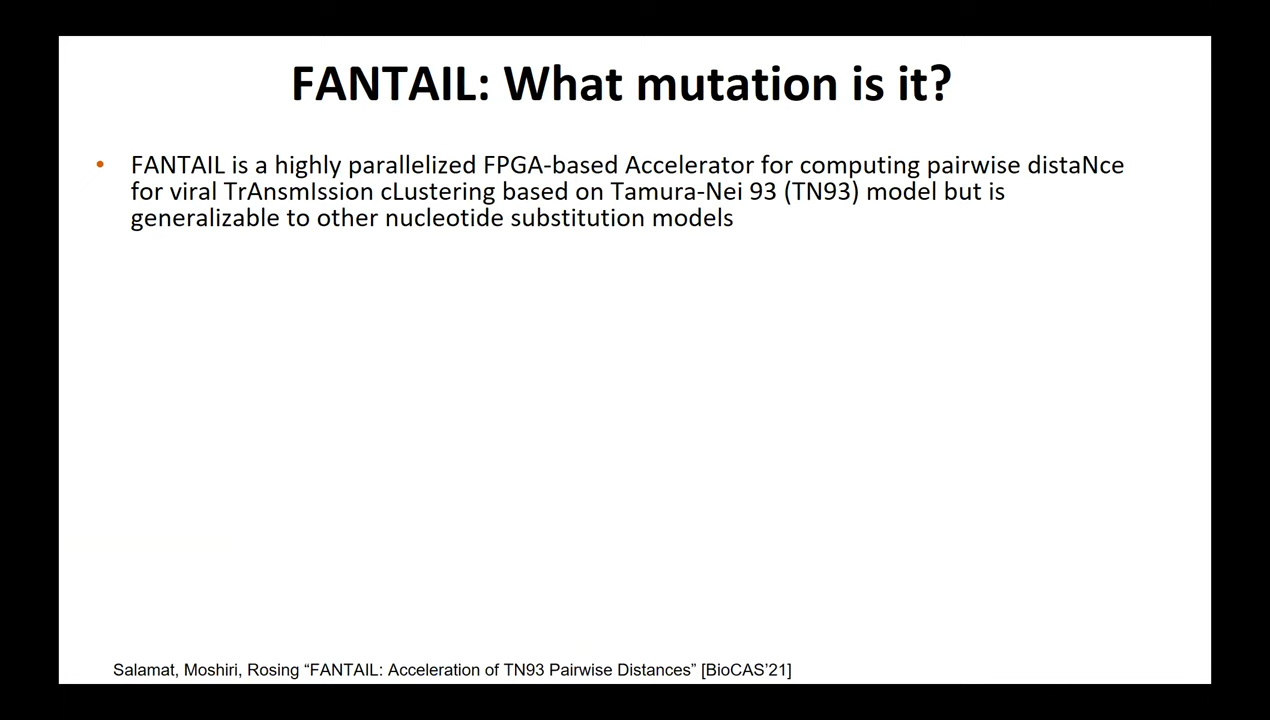 FANTAIL: What mutation is it?
• FANTAIL is a highly parallelized FPGA-based Accelerator for computing pairwise distaNce
for viral TrAnsmIssion cLustering based on Tamura-Nei 93 (TN93) model but is
generalizable to other nucleotide substitution models
Salamat, Moshiri, Rosing “FANTAIL: Acceleration of TN93 Pairwise Distances” [BioCAS’21]